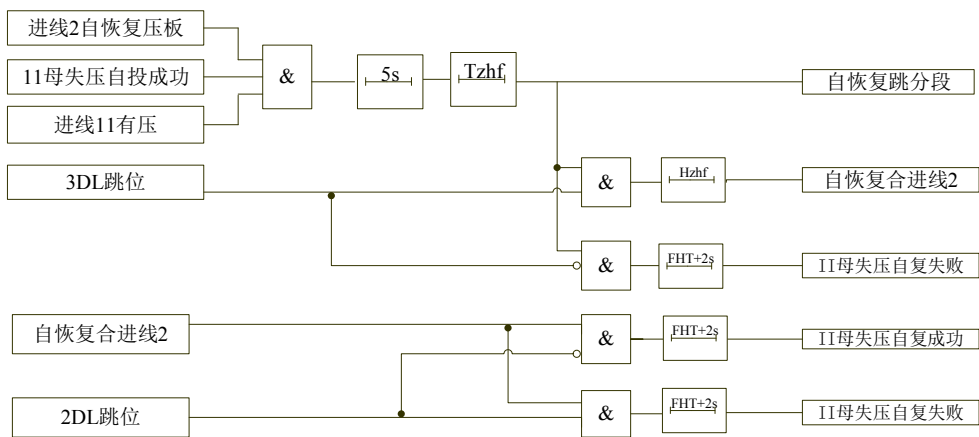 进线2自恢复压板
11母失压自投成功
进线11有压
&
5s
Tzhf
自恢复跳分段
3DL跳位
&
Hzhf
自恢复合进线2
&
FHT+2s
II母失压自复失败
自恢复合进线2
&
FHT+2s
II母失压自复成功
2DL跳位
&
FHT+2s
II母失压自复失败